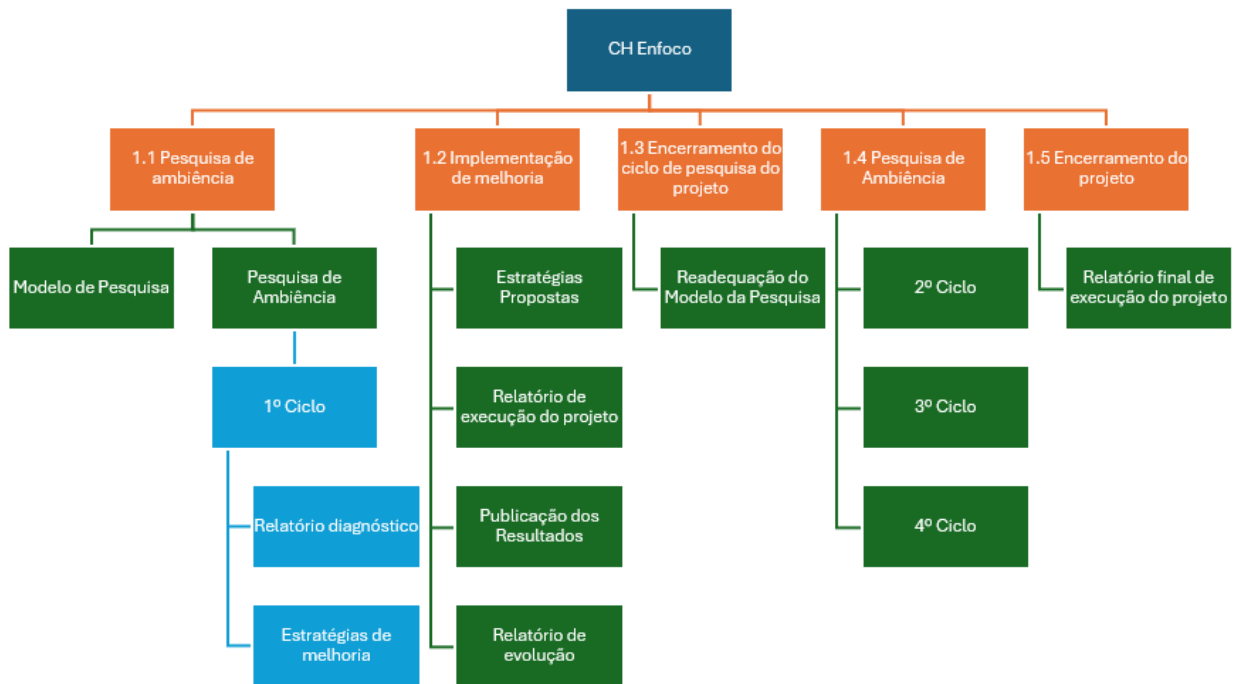 CH Enfoco
1.1 Pesquisa de
ambiência
1.2 Implementação
de melhoria
1.3 Encerramento do
ciclo de pesquisa do
projeto
1.4 Pesquisa de
Ambiência
1.5 Encerramento do
projeto
Modelo de Pesquisa
Pesquisa de
Ambiência
Estratégias
Propostas
Readequação do
Modelo da Pesquisa
2º Ciclo
Relatório final de
execução do projeto
1º Ciclo
Relatório de
execução do projeto
3º Ciclo
Relatório diagnóstico
Publicação dos
Resultados
4º Ciclo
Estratégias de
melhoria
Relatório de
evolução